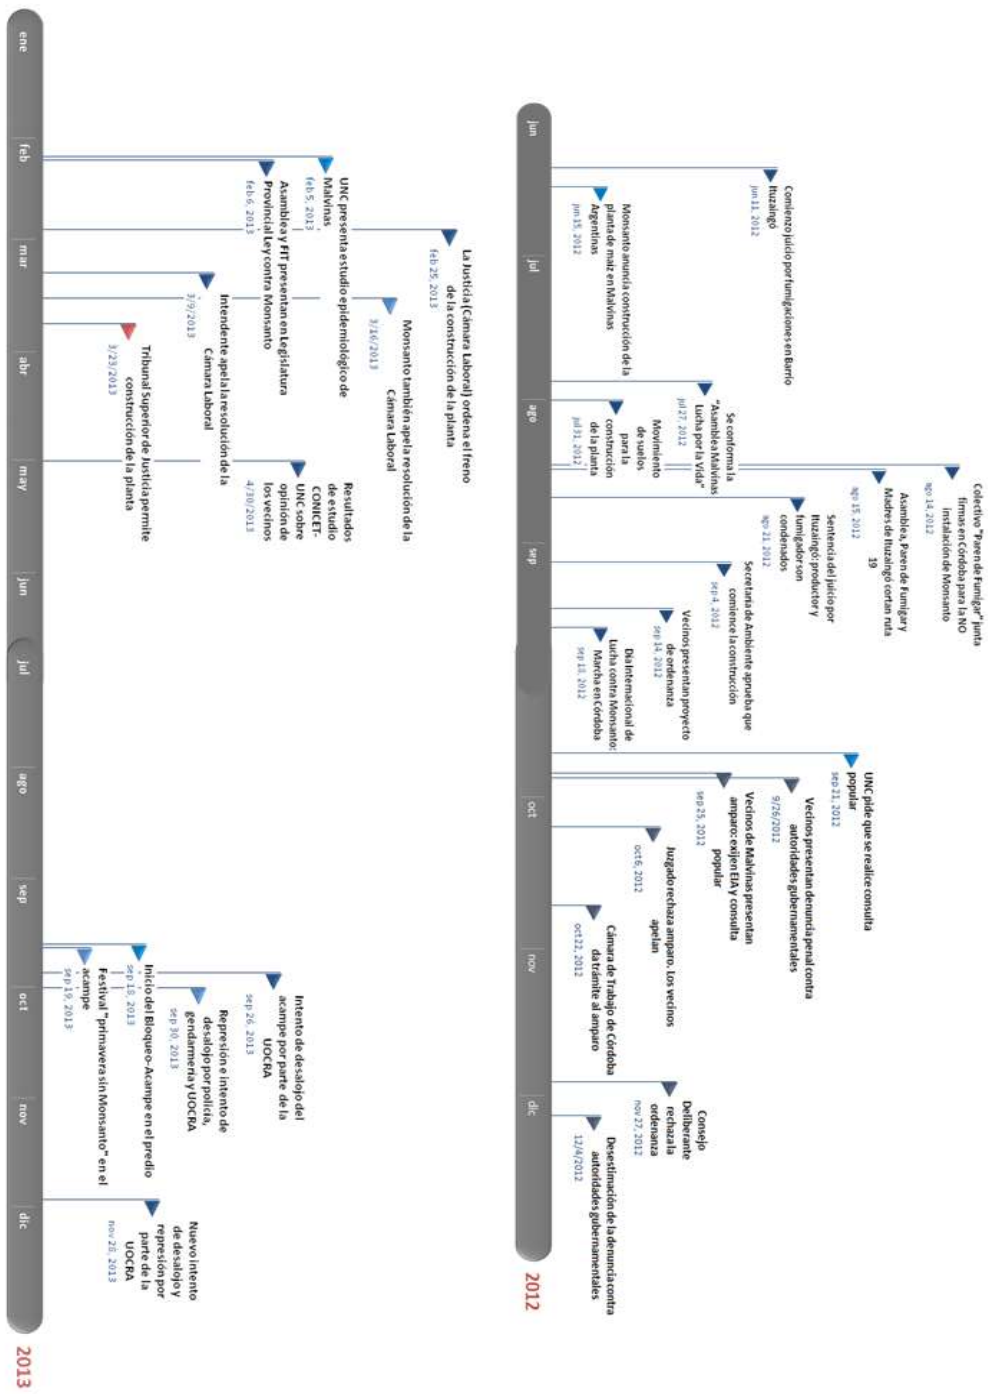 Comienzo juicio por fumigaciones en Barrio
Ituzaingó
jun 11, 2012
Monsanto anuncia construcción de la
planta de maíz en Malvinas
Argentinas
jun 15, 2012
Se conforma la
"Asamblea Malvinas
Lucha por la Vida"
jul 27, 2012
Movimiento
de suelos
para la
construcción
de la planta
jul 31, 2012
Colectivo "Paren de Fumigar" junta
firmas en Córdoba para la NO
instalación de Monsanto
ago 14, 2012
Asamblea, Paren de Fumigar y
Madres de Ituzaingó cortan ruta
19
ago 15, 2012
Sentencia del juicio por
Ituzaingó: productor y
fumigador son
condenados
ago 21, 2012
Secretaría de Ambiente aprueba que
comience la construcción
sep 4, 2012
Vecinos presentan proyecto
de ordenanza
sep 14, 2012
Día Internacional de
Lucha contra Monsanto:
Marcha en Córdoba
sep 18, 2012
UNC pide que se realice consulta
popular
sep 21, 2012
Vecinos presentan denuncia penal contra
autoridades gubernamentales
9/26/2012
Vecinos de Malvinas presentan
amparo: exijen EIA y consulta
popular
sep 25, 2012
Juzgado rechaza amparo. Los vecinos
apelan
oct 6, 2012
Cámara de Trabajo de Córdoba
da trámite al amparo
oct 22, 2012
Consejo
Deliberante
rechaza la
ordenanza
nov 27, 2012
Desestimación de la denuncia contra
autoridades gubernamentales
12/4/2012
jun jul ago sep oct nov dic
2012
La Justicia (Cámara Laboral) ordena el freno
de la construcción de la planta
feb 25, 2013
UNC presenta estudio epidemiológico de
Malvinas
feb 5, 2013
Asamblea y FIT presentan en Legislatura
Provincial Ley contra Monsanto
feb 6, 2013
Monsanto también apela resolución de la
Cámara Laboral
3/16/2013
Intendente apela la resolución de la
Cámara Laboral
3/9/2013
Tribunal Superior de Justicia permite
construcción de la planta
3/23/2013
Resultados
de estudio
CONICET-
UNC sobre
opinión de
los vecinos
4/30/2013
Intento de desalojo del
acampe por parte de la
UOCRA
sep 26, 2013
Represión e intento de
desalojo por policía,
gendarmería y UOCRA
sep 30, 2013
Inicio del Bloqueo-Acampe en el predio
sep 18, 2013
Festival "primavera sin Monsanto" en el
acampe
sep 19, 2013
Nuevo intento
de desalojo y
represión por
parte de la
UOCRA
nov 28, 2013
ene feb mar abr may jun jul ago sep oct nov dic
2013